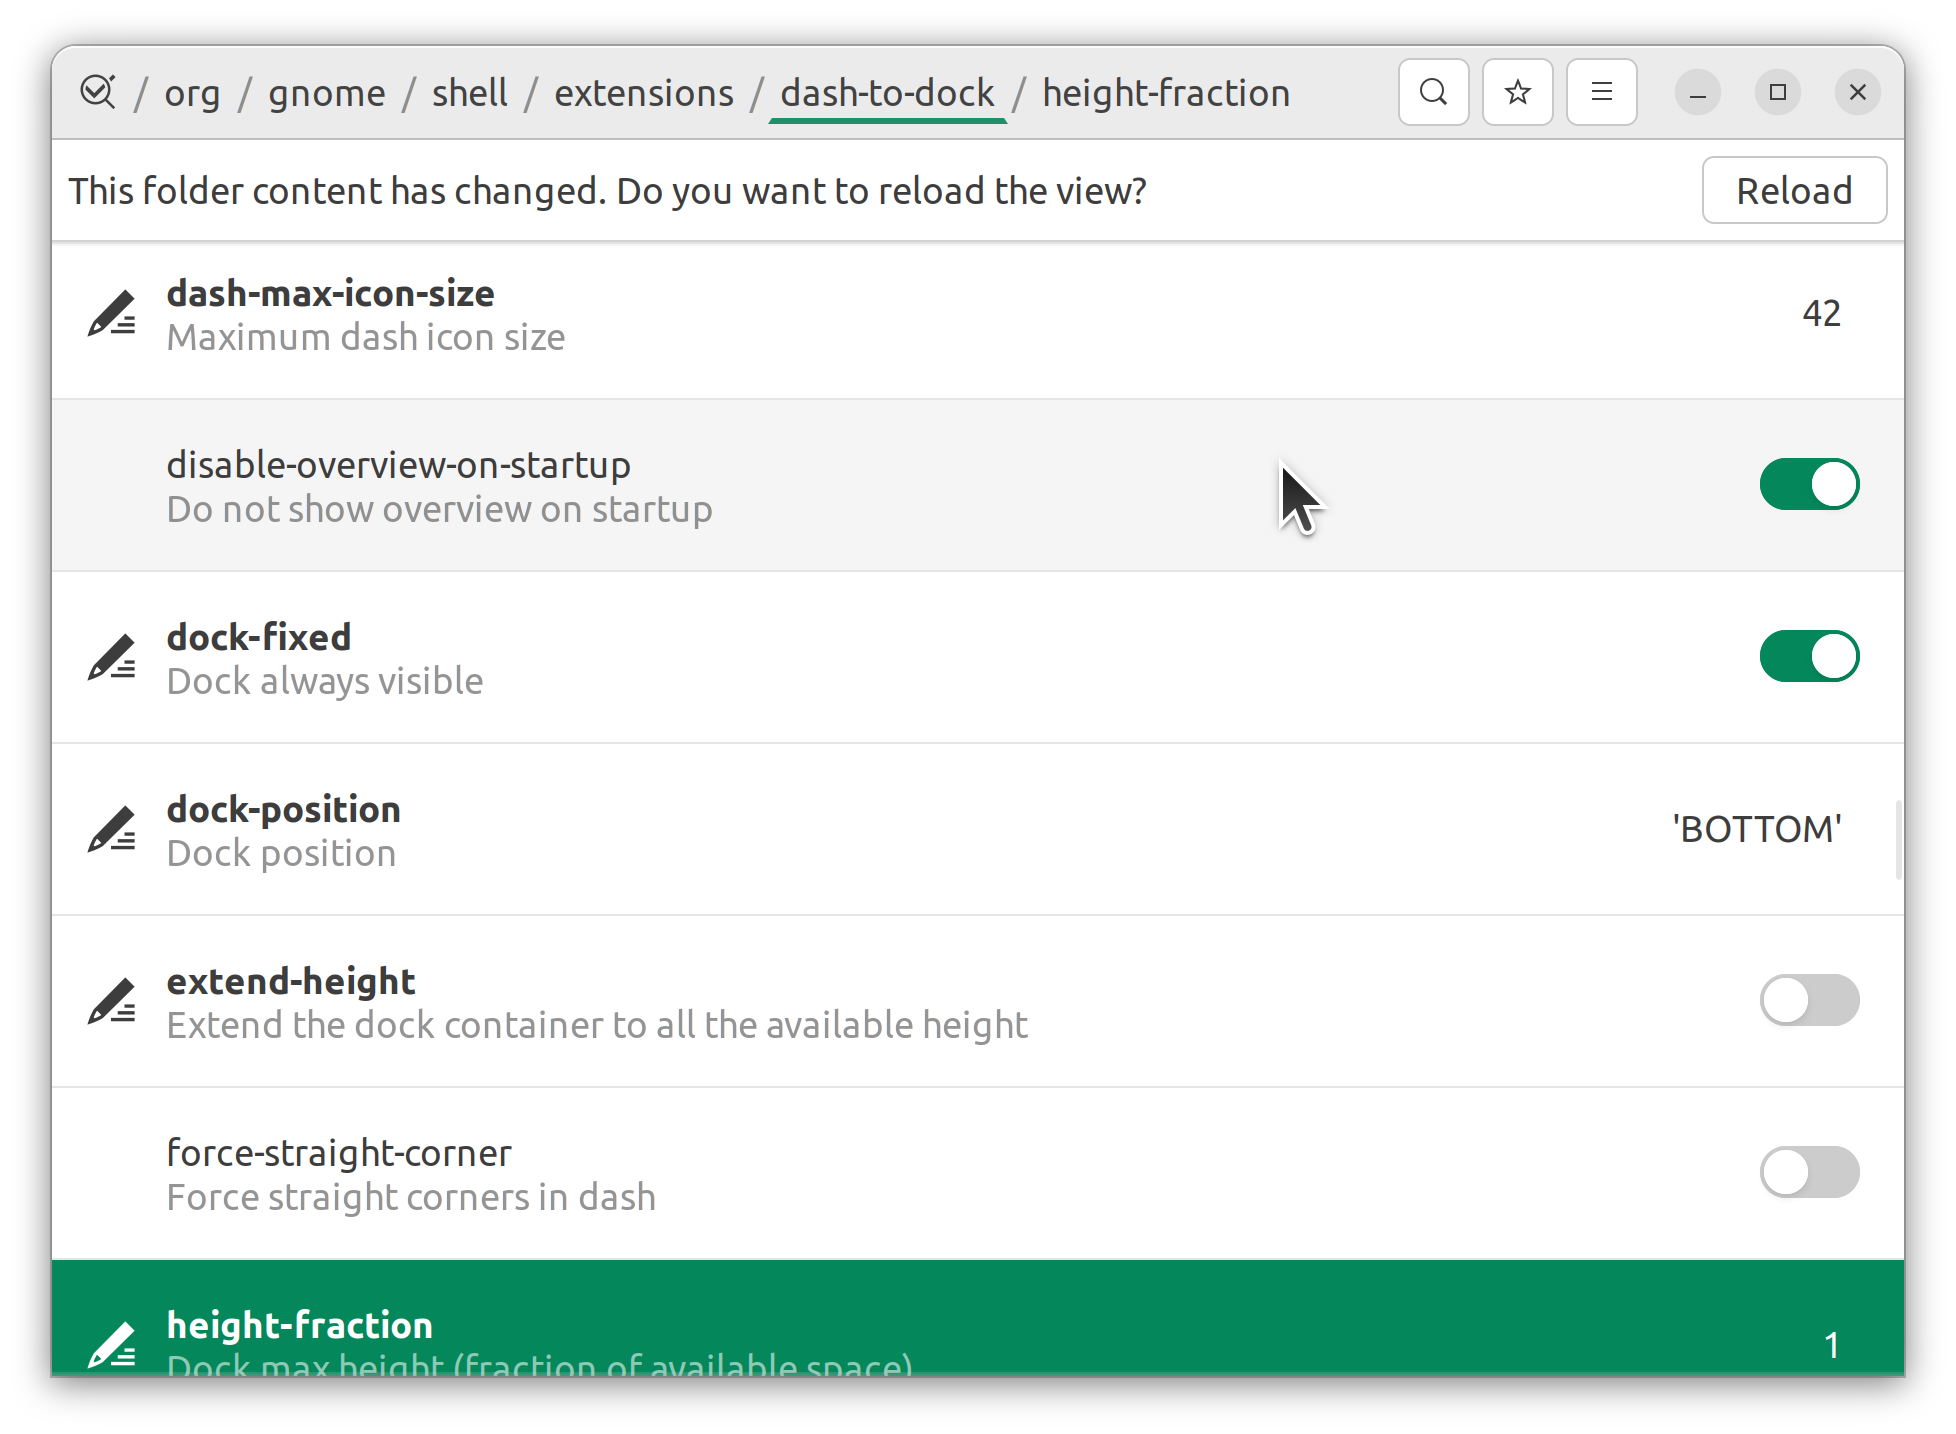 / org / gnome / shell / extensions / dash-to-dock / height-fraction
This folder content has changed. Do you want to reload the view?
Reload
dash-max-icon-size
Maximum dash icon size
42
disable-overview-on-startup
Do not show overview on startup
dock-fixed
Dock always visible
dock-position
Dock position
'BOTTOM'
extend-height
Extend the dock container to all the available height
force-straight-corner
Force straight corners in dash
height-fraction
Dock max height (fraction of available space)
1